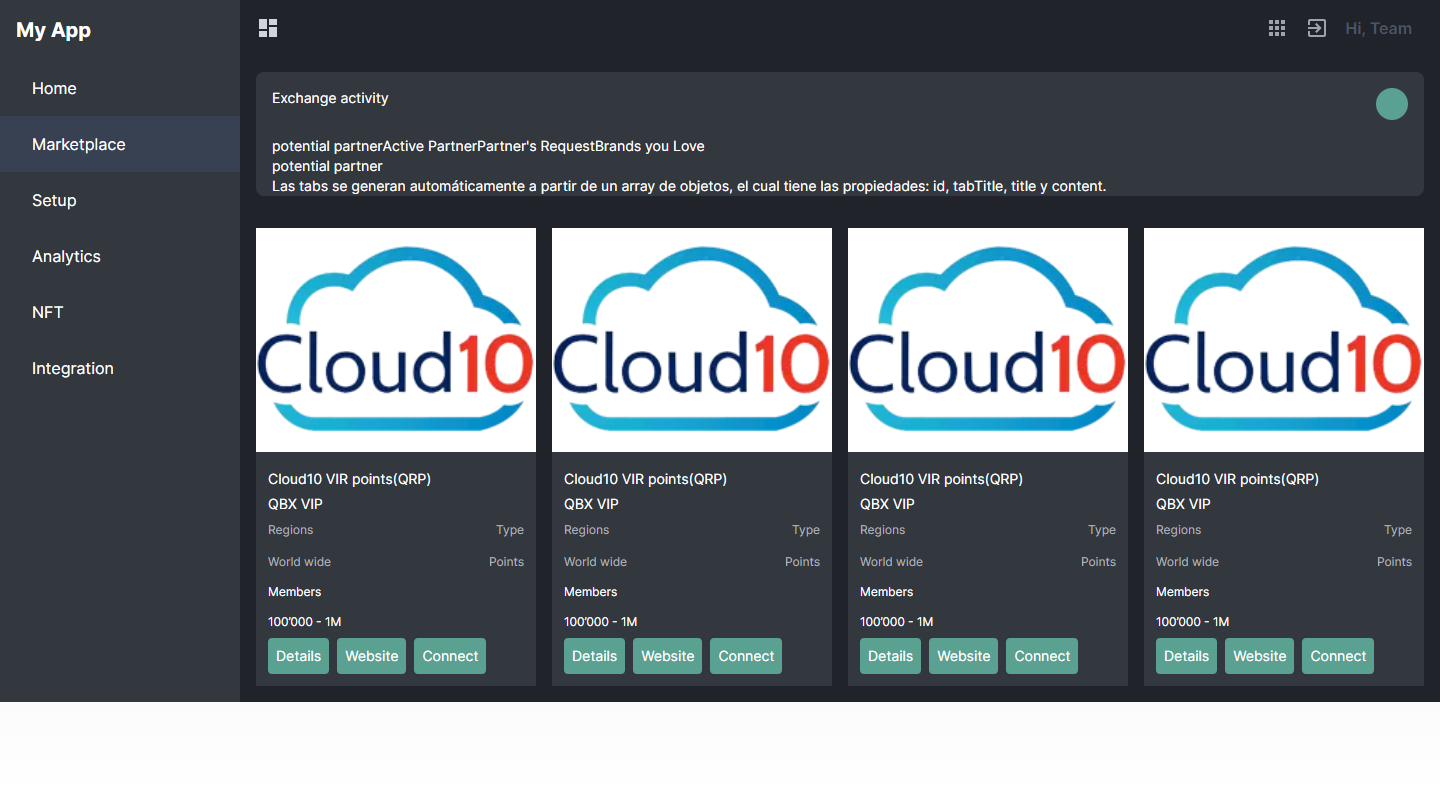 My App
Hi, Team
Home
Marketplace
Setup
Analytics
NFT
Integration
Exchange activity
potential partnerActive PartnerPartner's RequestBrands you Love
potential partner
Las tabs se generan automáticamente a partir de un array de objetos, el cual tiene las propiedades: id, tabTitle, title y content.
Cloud10
Cloud10 VIR points(QRP)
QBX VIP
Regions Type
World wide Points
Members
100'000 - 1M
Details Website Connect
Cloud10
Cloud10 VIR points(QRP)
QBX VIP
Regions Type
World wide Points
Members
100'000 - 1M
Details Website Connect
Cloud10
Cloud10 VIR points(QRP)
QBX VIP
Regions Type
World wide Points
Members
100'000 - 1M
Details Website Connect
Cloud10
Cloud10 VIR points(QRP)
QBX VIP
Regions Type
World wide Points
Members
100'000 - 1M
Details Website Connect